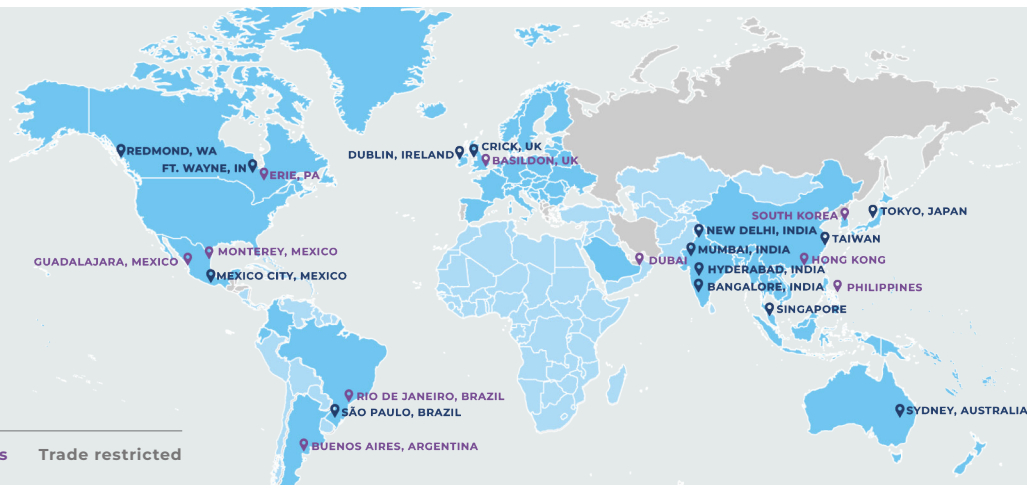 REDMOND, WA
FT. WAYNE, IN
ERIE, PA
DUBLIN, IRELAND
CRICK, UK
BASILDON, UK
GUADALAJARA, MEXICO
MONTEREY, MEXICO
MEXICO CITY, MEXICO
SOUTH KOREA
TOKYO, JAPAN
NEW DELHI, INDIA
TAIWAN
MUMBAI, INDIA
DUBAI
HONG KONG
HYDERABAD, INDIA
BANGALORE, INDIA
PHILIPPINES
SINGAPORE
RIO DE JANEIRO, BRAZIL
SÃO PAULO, BRAZIL
SYDNEY, AUSTRALIA
BUENOS AIRES, ARGENTINA
s Trade restricted